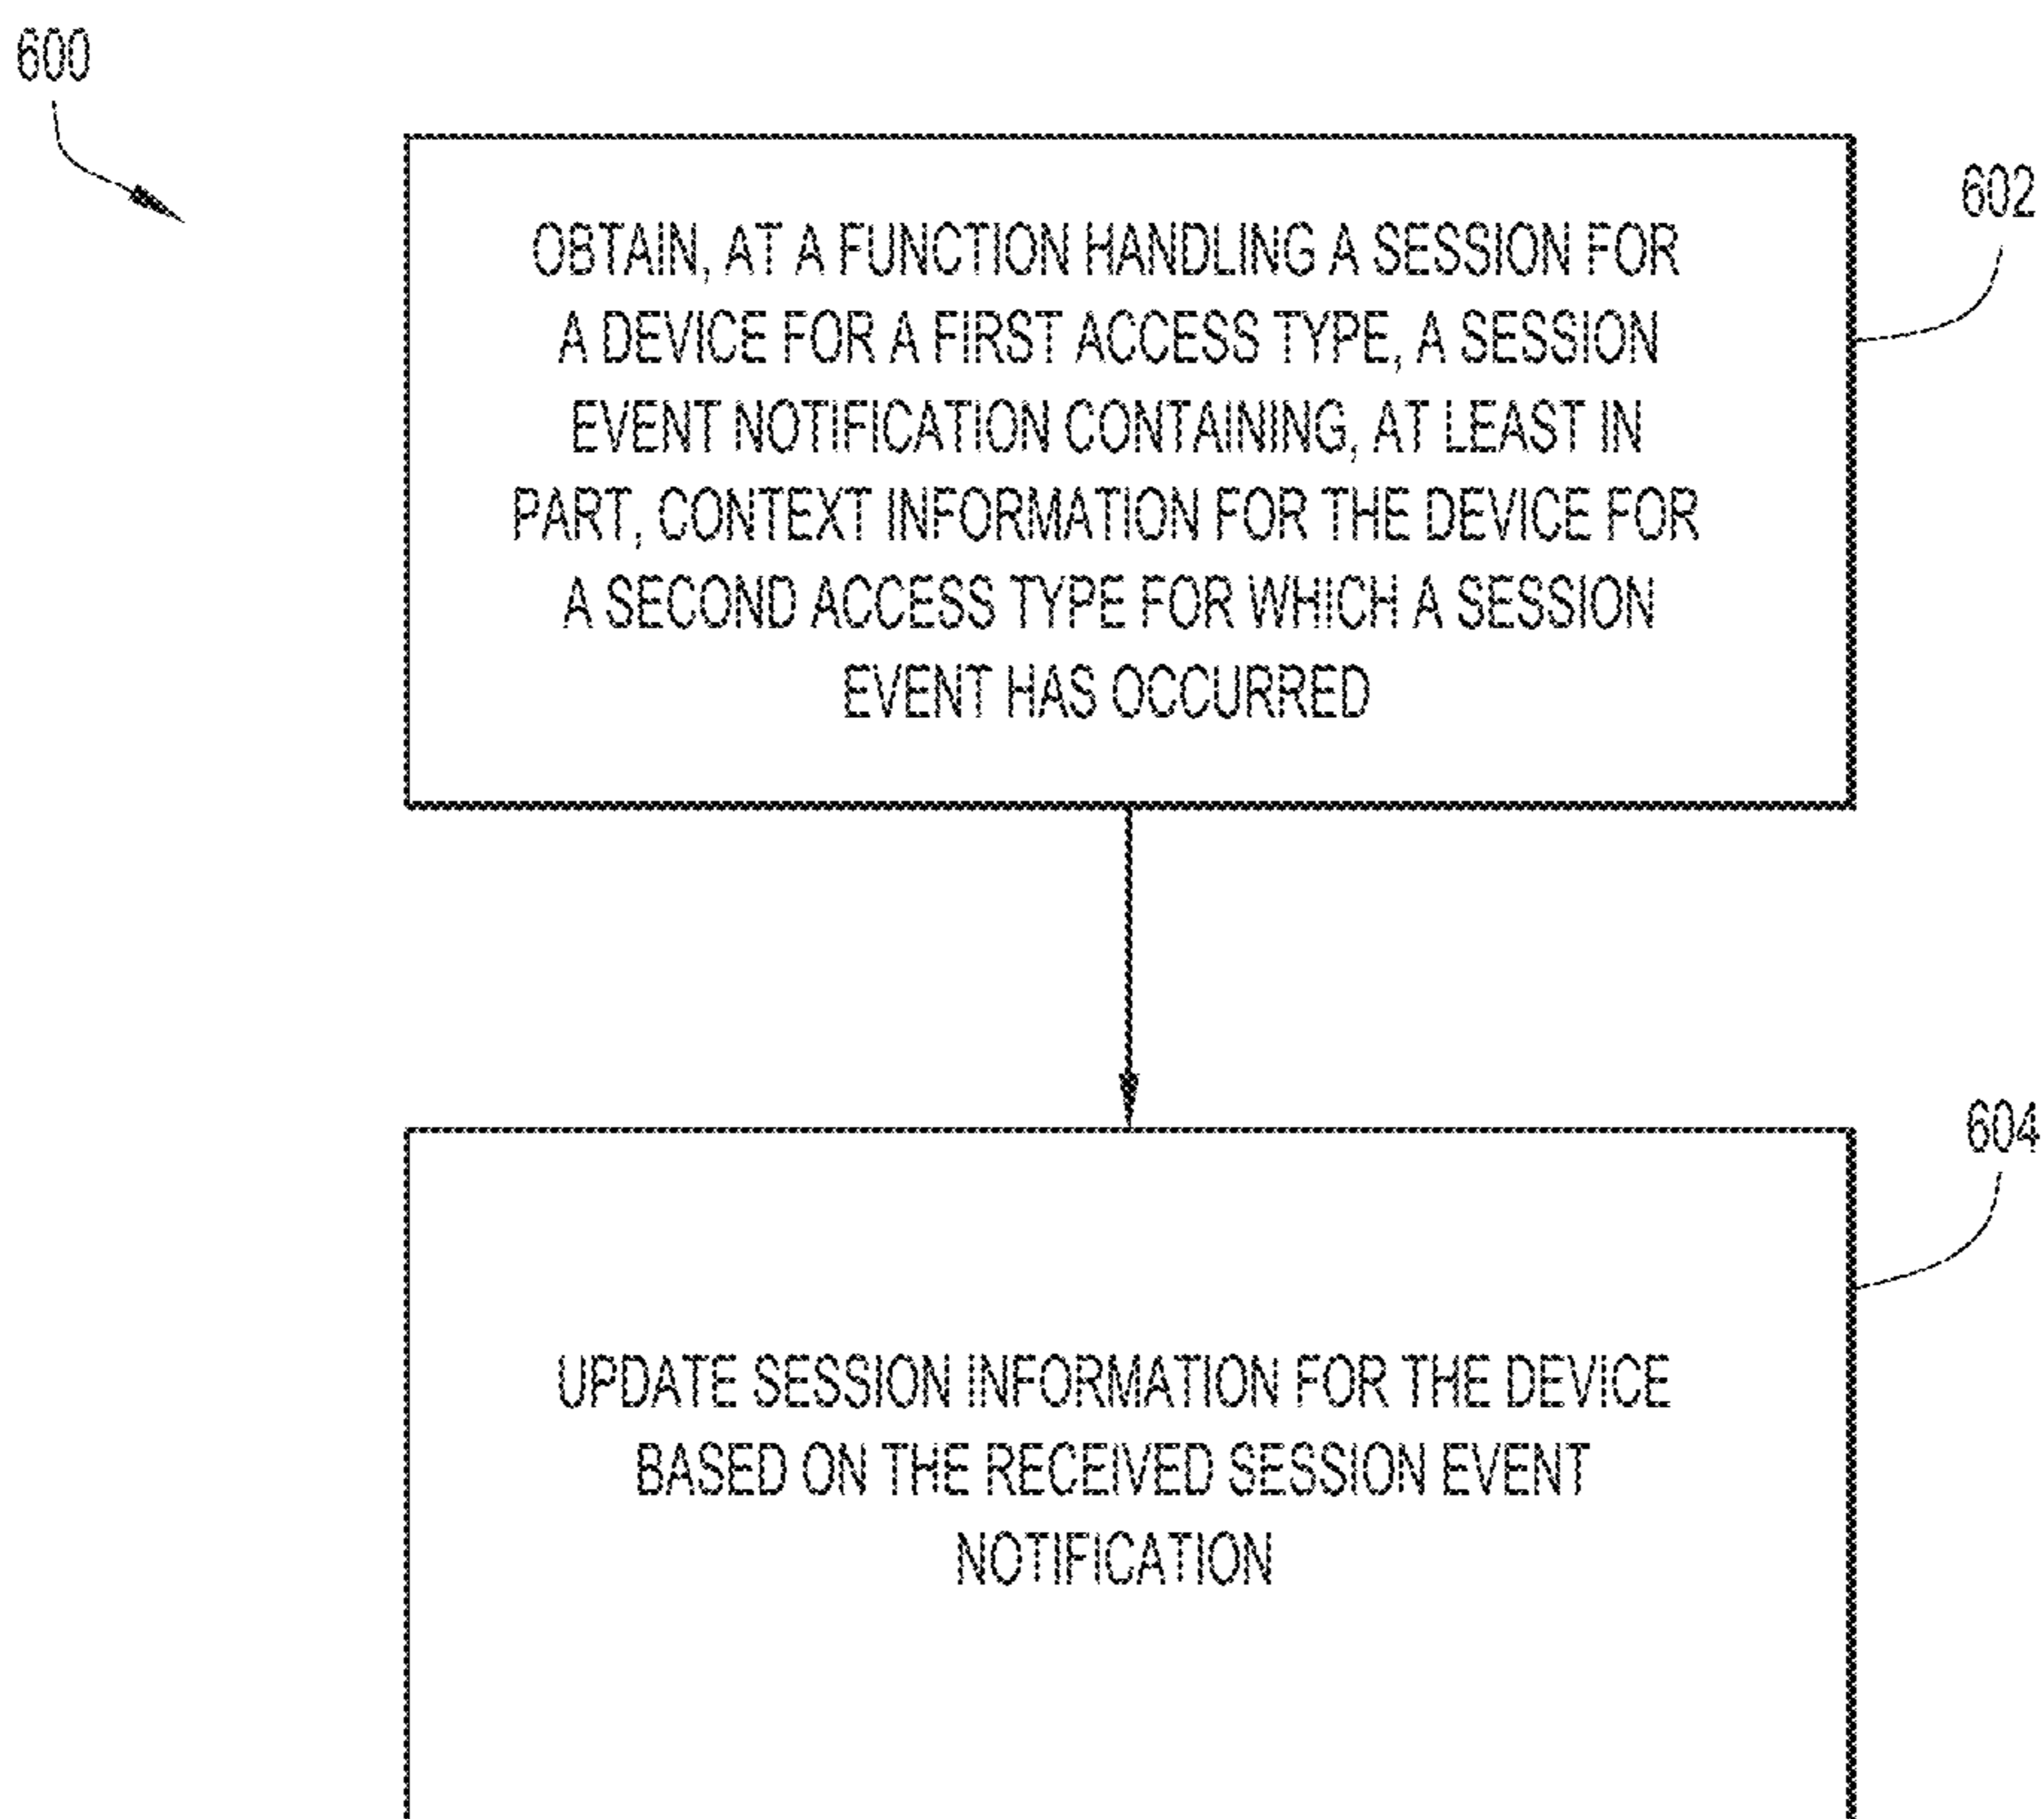 600
602
OBTAIN, AT A FUNCTION HANDLING A SESSION FOR
A DEVICE FOR A FIRST ACCESS TYPE, A SESSION
EVENT NOTIFICATION CONTAINING, AT LEAST IN
PART, CONTEXT INFORMATION FOR THE DEVICE FOR
A SECOND ACCESS TYPE FOR WHICH A SESSION
EVENT HAS OCCURRED
604
UPDATE SESSION INFORMATION FOR THE DEVICE
BASED ON THE RECEIVED SESSION EVENT
NOTIFICATION